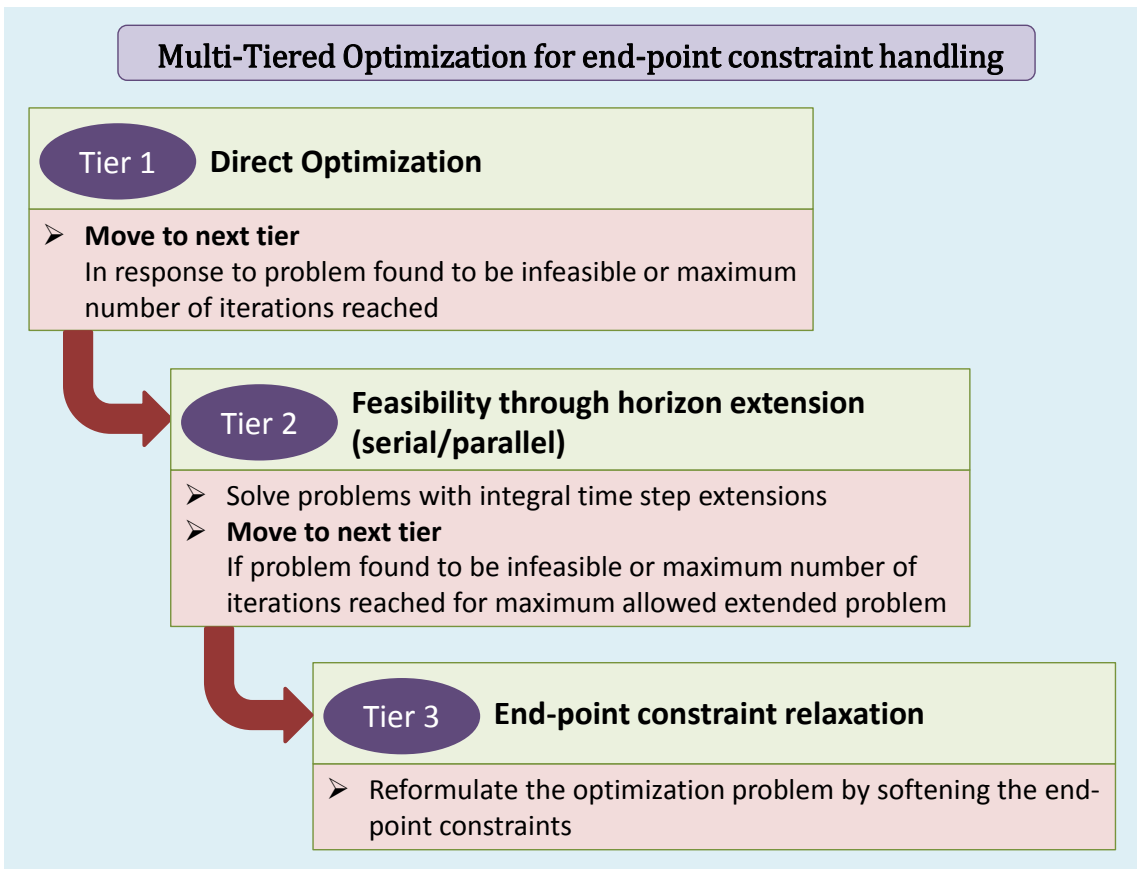 Multi-Tiered Optimization for end-point constraint handling
Tier 1
Direct Optimization
➢ Move to next tier
In response to problem found to be infeasible or maximum
number of iterations reached
Tier 2
Feasibility through horizon extension
(serial/parallel)
➢ Solve problems with integral time step extensions
➢ Move to next tier
If problem found to be infeasible or maximum number of
iterations reached for maximum allowed extended problem
Tier 3
End-point constraint relaxation
➢ Reformulate the optimization problem by softening the end-
point constraints